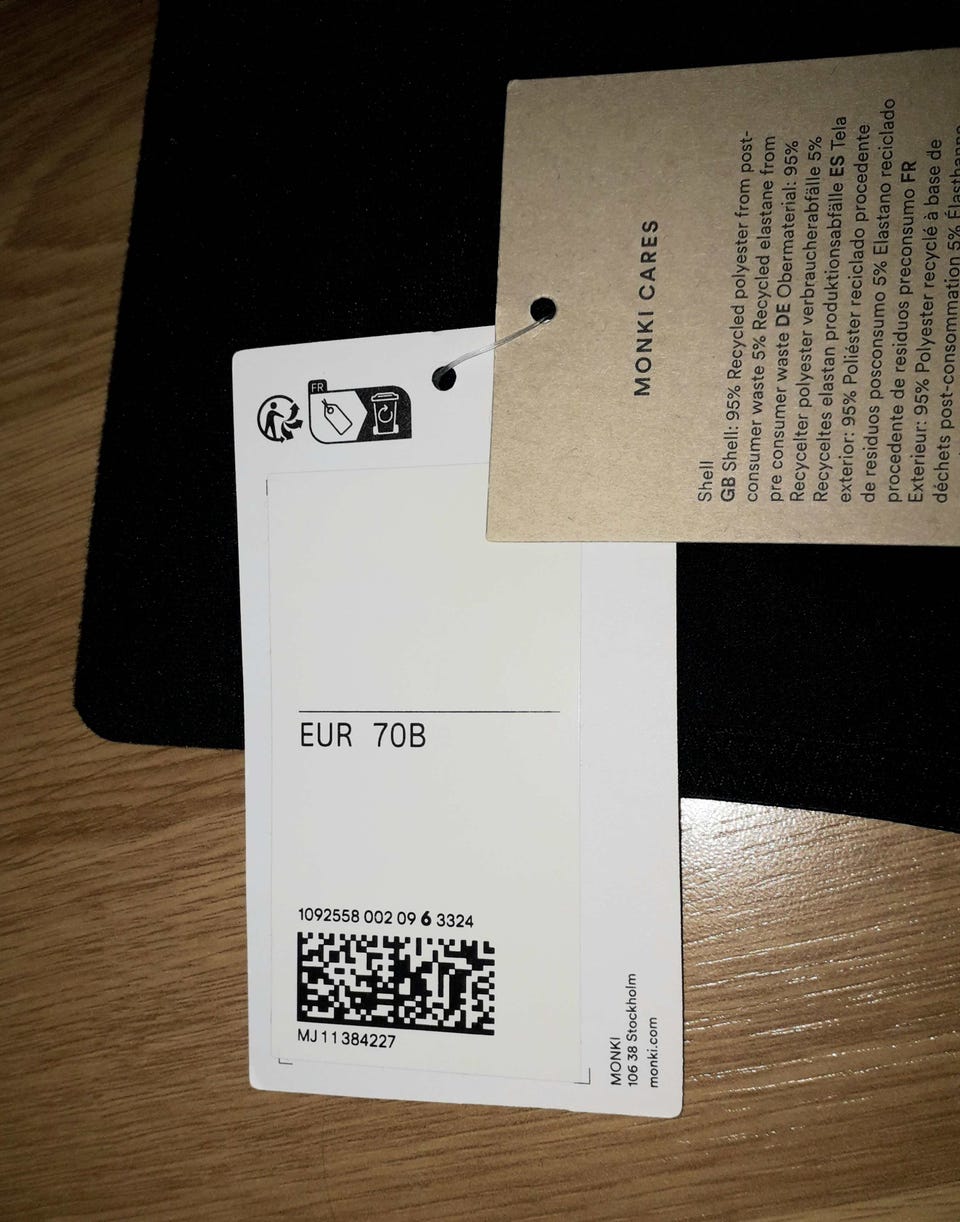 FR
EUR 70B
1092558 002 09 6 3324
MJ11384227
MONKI
106 38 Stockholm
monki.com
MONKI CARES
Shell
GB Shell: 95% Recycled polyester from post-
consumer waste 5% Recycled elastane from
pre consumer waste DE Obermaterial: 95%
Recycelter polyester verbraucherabfälle 5%
Recyceltes elastan produktionsabfälle ES Tela
exterior: 95% Poliéster reciclado procedente
de residuos posconsumo 5% Elastano reciclado
procedente de residuos preconsumo FR
Exterieur: 95% Polyester recyclé à base de
déchets post-consommation 5% Élasthanne